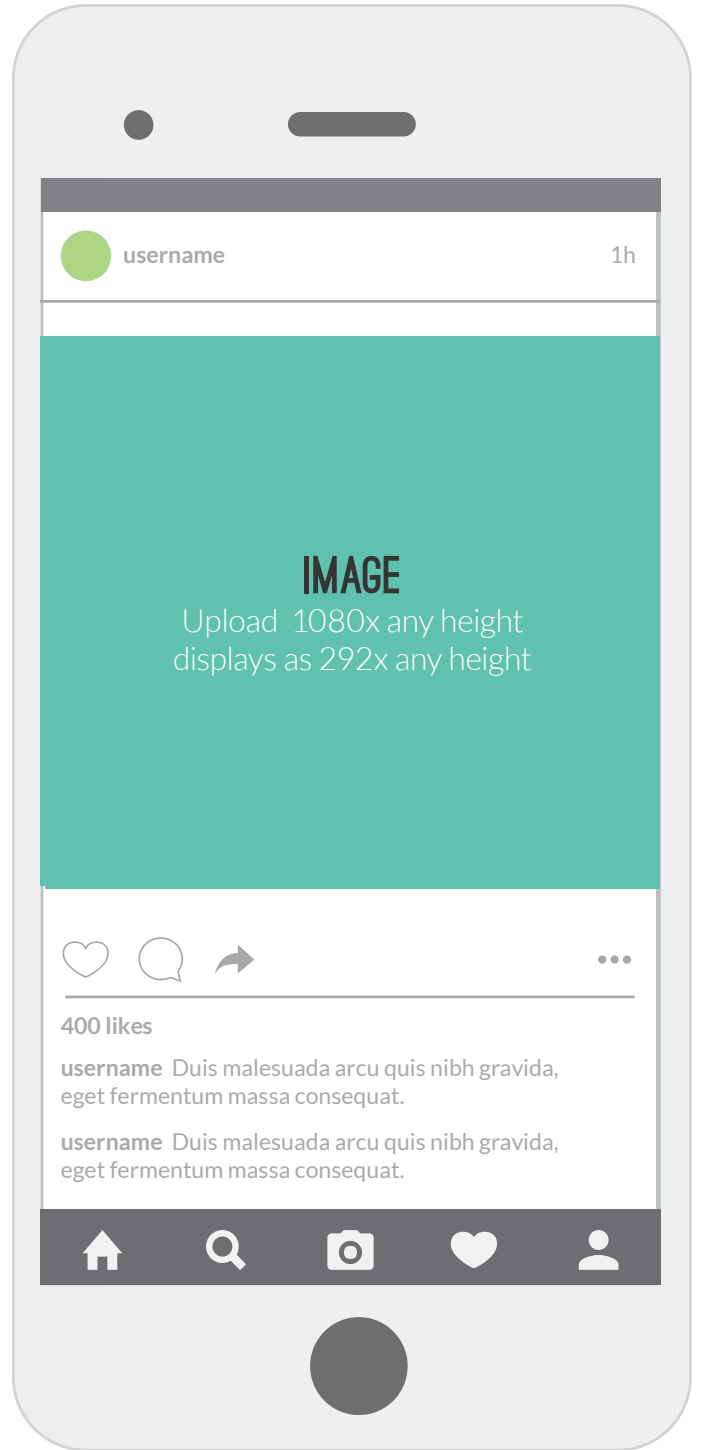 username 1h
IMAGE
Upload 1080x any height
displays as 292x any height
400 likes
username Duis malesuada arcu quis nibh gravida,
eget fermentum massa consequat.
username Duis malesuada arcu quis nibh gravida,
eget fermentum massa consequat.